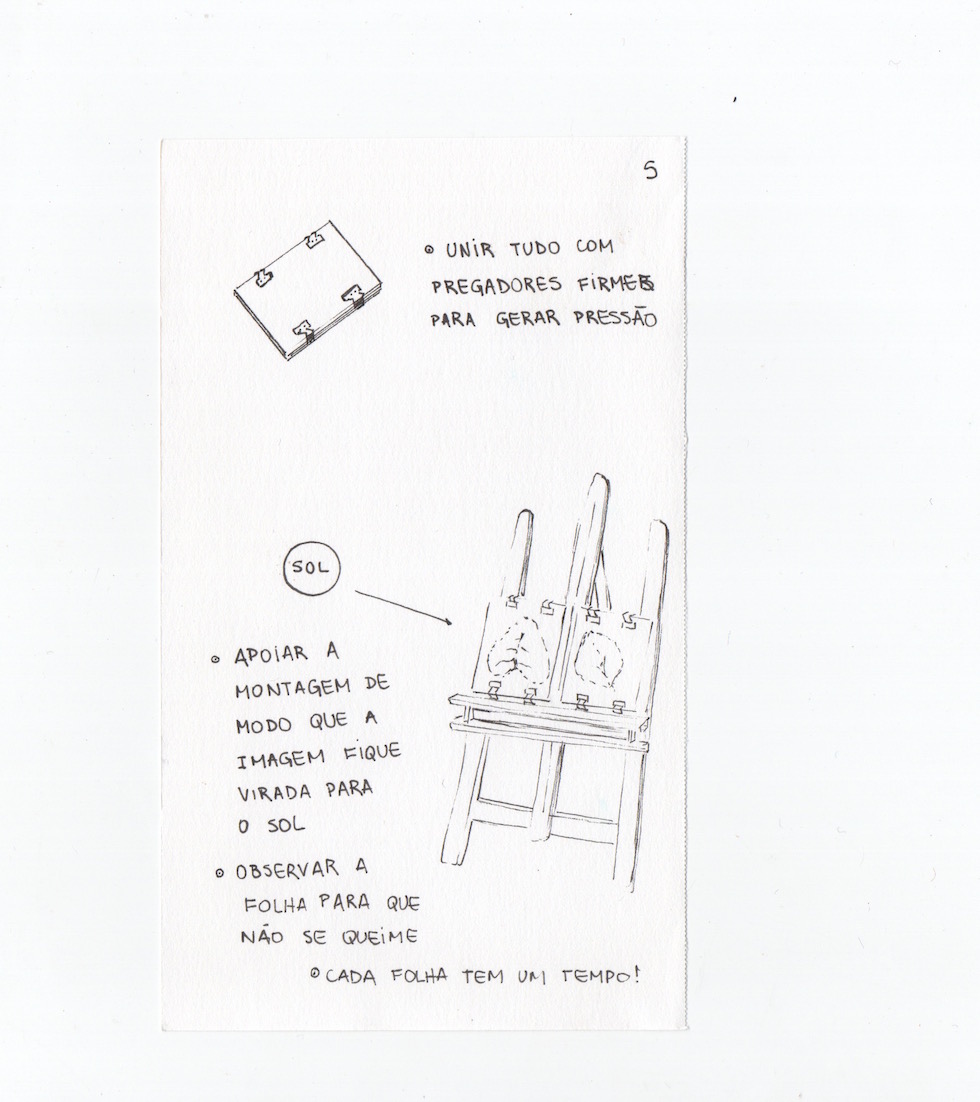 5
UNIR TUDO COM
PREGADORES FIRMES
PARA GERAR PRESSÃO
SOL
APOIAR A
MONTAGEM DE
MODO QUE A
IMAGEM FIQUE
VIRADA PARA
O SOL
OBSERVAR A
FOLHA PARA QUE
NÃO SE QUEIME
CADA FOLHA TEM UM TEMPO!